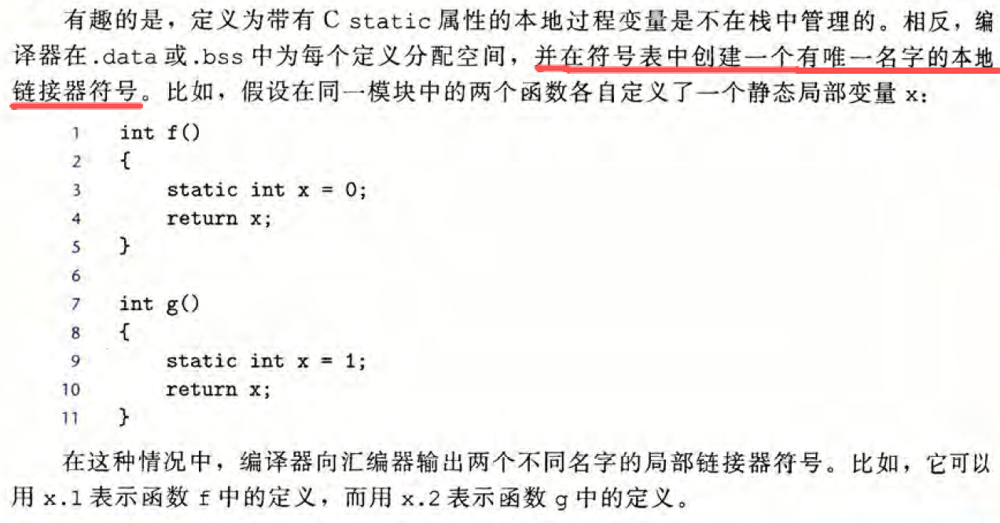 有趣的是，定义为带有 C static 属性的本地过程变量是不在栈中管理的。相反，编
译器在.data 或.bss 中为每个定义分配空间，并在符号表中创建一个有唯一名字的本地
链接器符号。比如，假设在同一模块中的两个函数各自定义了一个静态局部变量 x：
1 int f()
2 {
3 static int x = 0;
4 return x;
5 }
6
7 int g()
8 {
9 static int x = 1;
10 return x;
11 }
在这种情况中，编译器向汇编器输出两个不同名字的局部链接器符号。比如，它可以
用 x.1 表示函数 f 中的定义，而用 x.2 表示函数 g 中的定义。